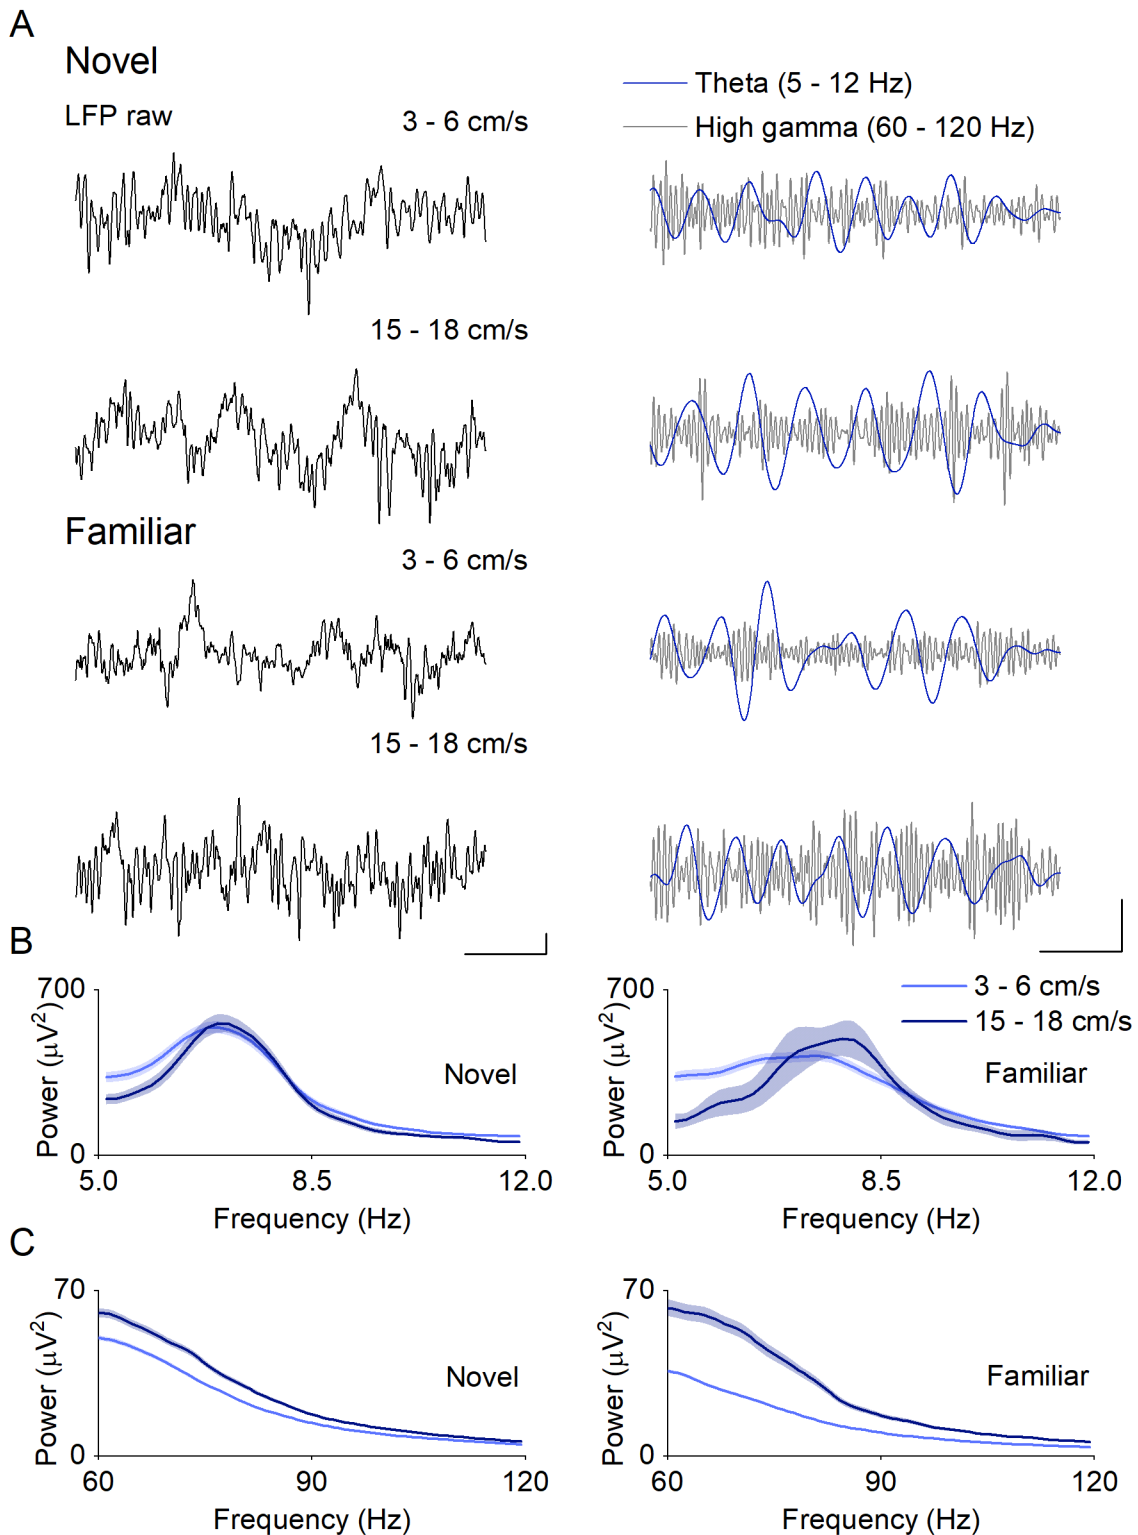 A
Novel
LFP raw
3 - 6 cm/s
Theta (5 - 12 Hz)
High gamma (60 - 120 Hz)
15 - 18 cm/s
Familiar
3 - 6 cm/s
15 - 18 cm/s
B
700
Power (μV²)
0
5.0
8.5
12.0
Frequency (Hz)
Novel
700
Power (μV²)
0
5.0
8.5
12.0
Frequency (Hz)
3 - 6 cm/s
15 - 18 cm/s
Familiar
C
70
Power (μV²)
0
60
90
120
Frequency (Hz)
Novel
70
Power (μV²)
0
60
90
120
Frequency (Hz)
Familiar